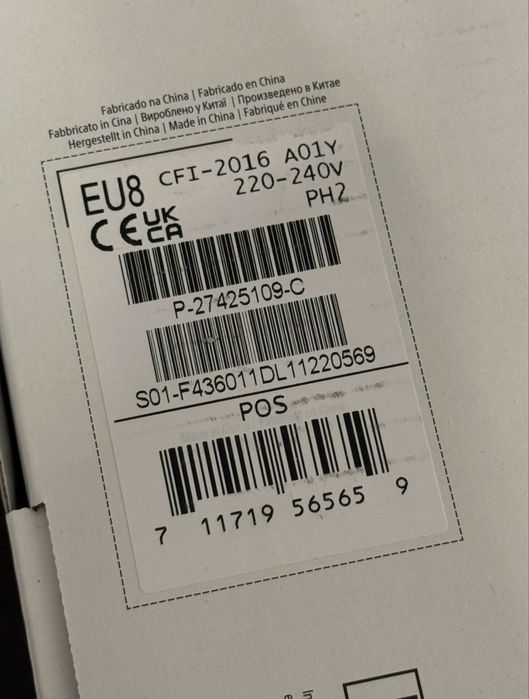 Fabricado na China | Fabricado en China
Fabbricato in Cina | Вироблено у Китаї | Произведено в Китае
Hergestellt in China | Made in China | Fabriqué en Chine
EU8 CFI-2016 A01Y
220-240V
CE UKCA PH2
P-27425109-C
S01-F436011DL11220569
POS
7 11719 56565 9